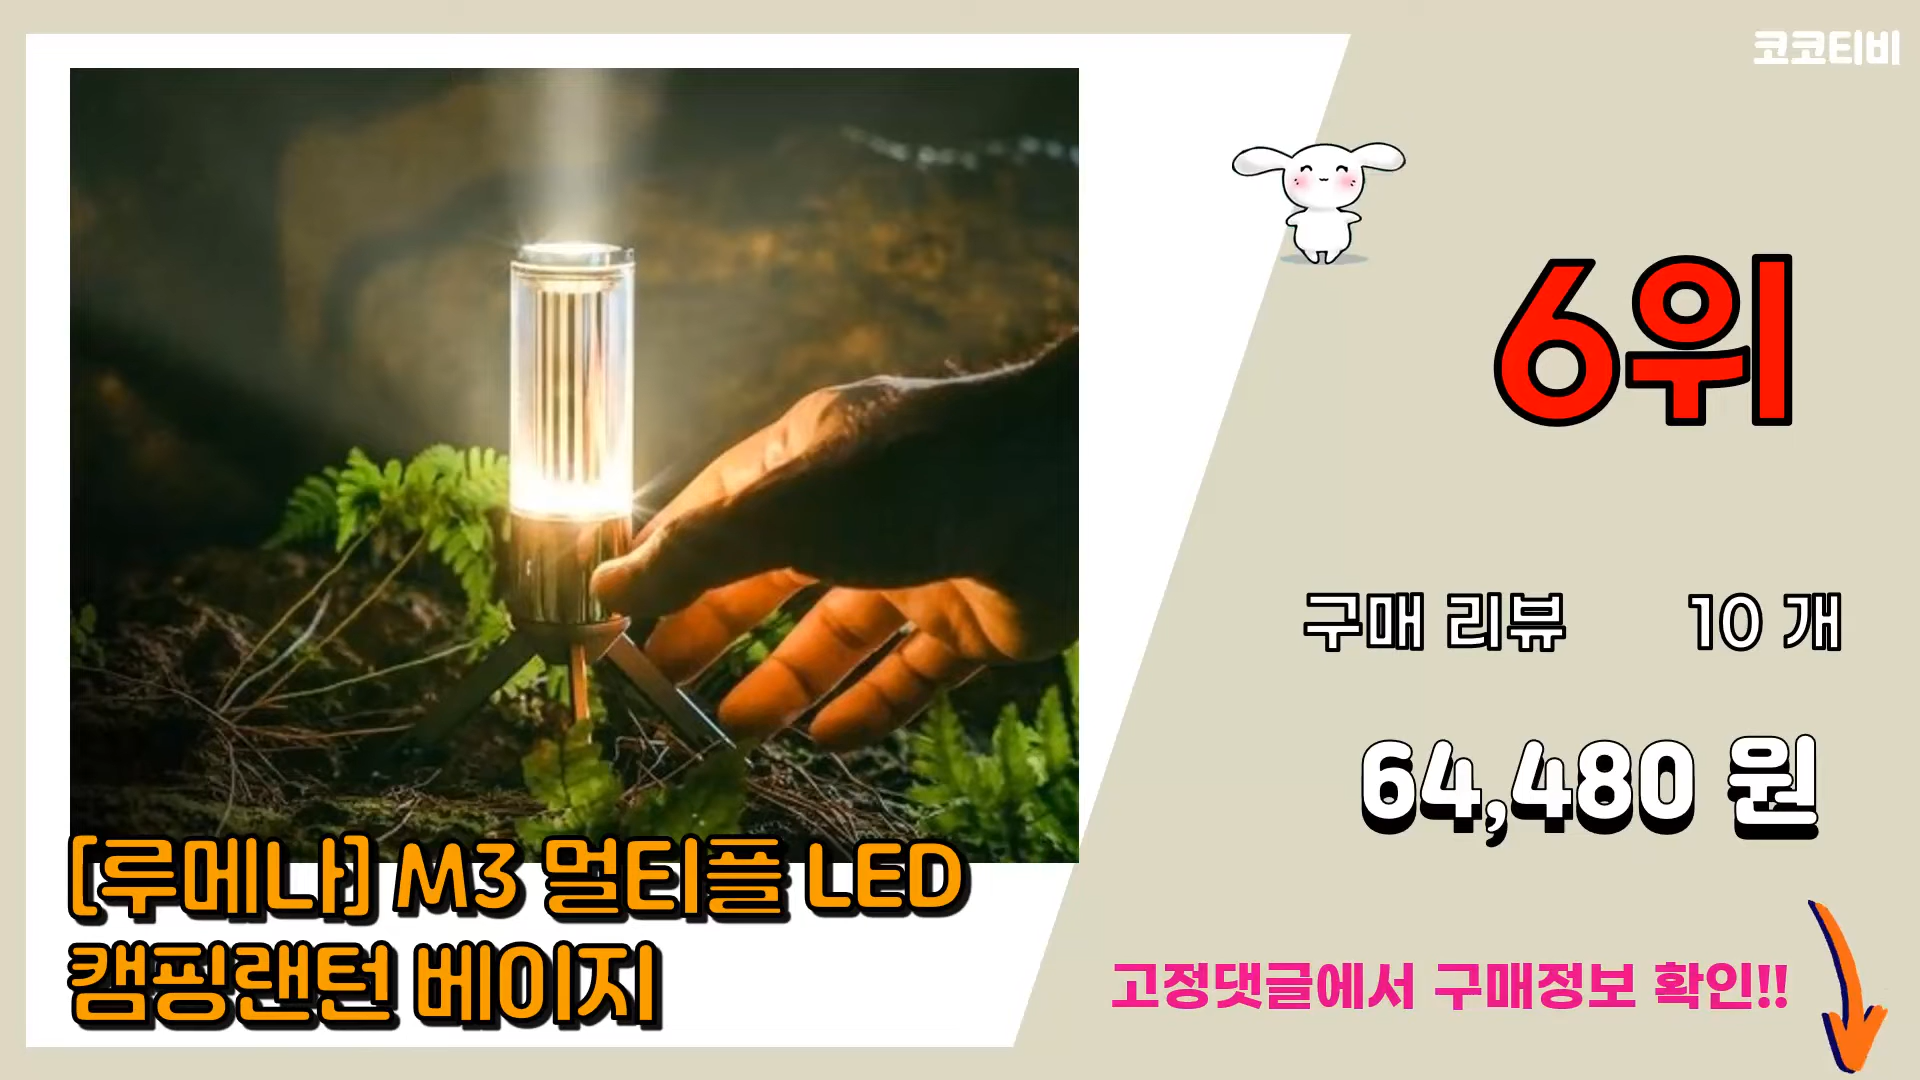 코코티비
6위
구매 리뷰 10 개
64,480 원
[루메나] M3 멀티플 LED
캠핑랜턴 베이지
고정댓글에서 구매정보 확인!!